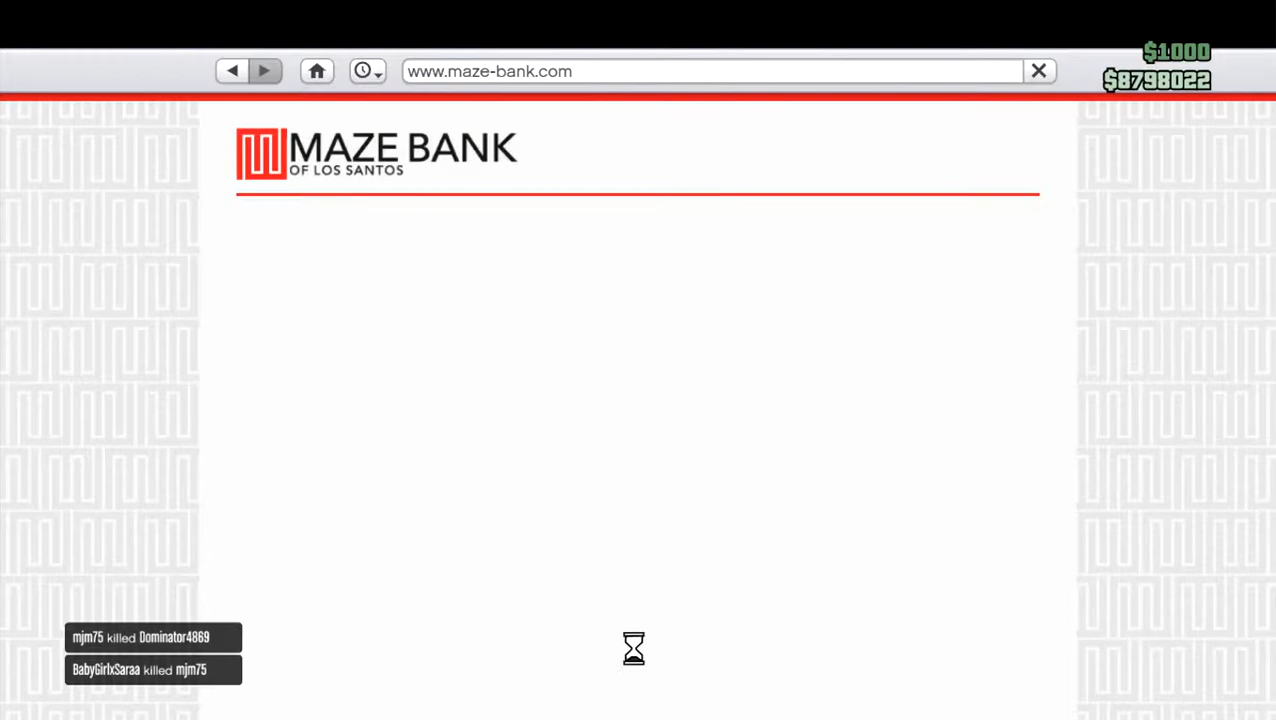 $1000
www.maze-bank.com
$8798022
MAZE BANK
OF LOS SANTOS
mjm75 killed Dominator4869
BabyGirlxSaraa killed mjm75